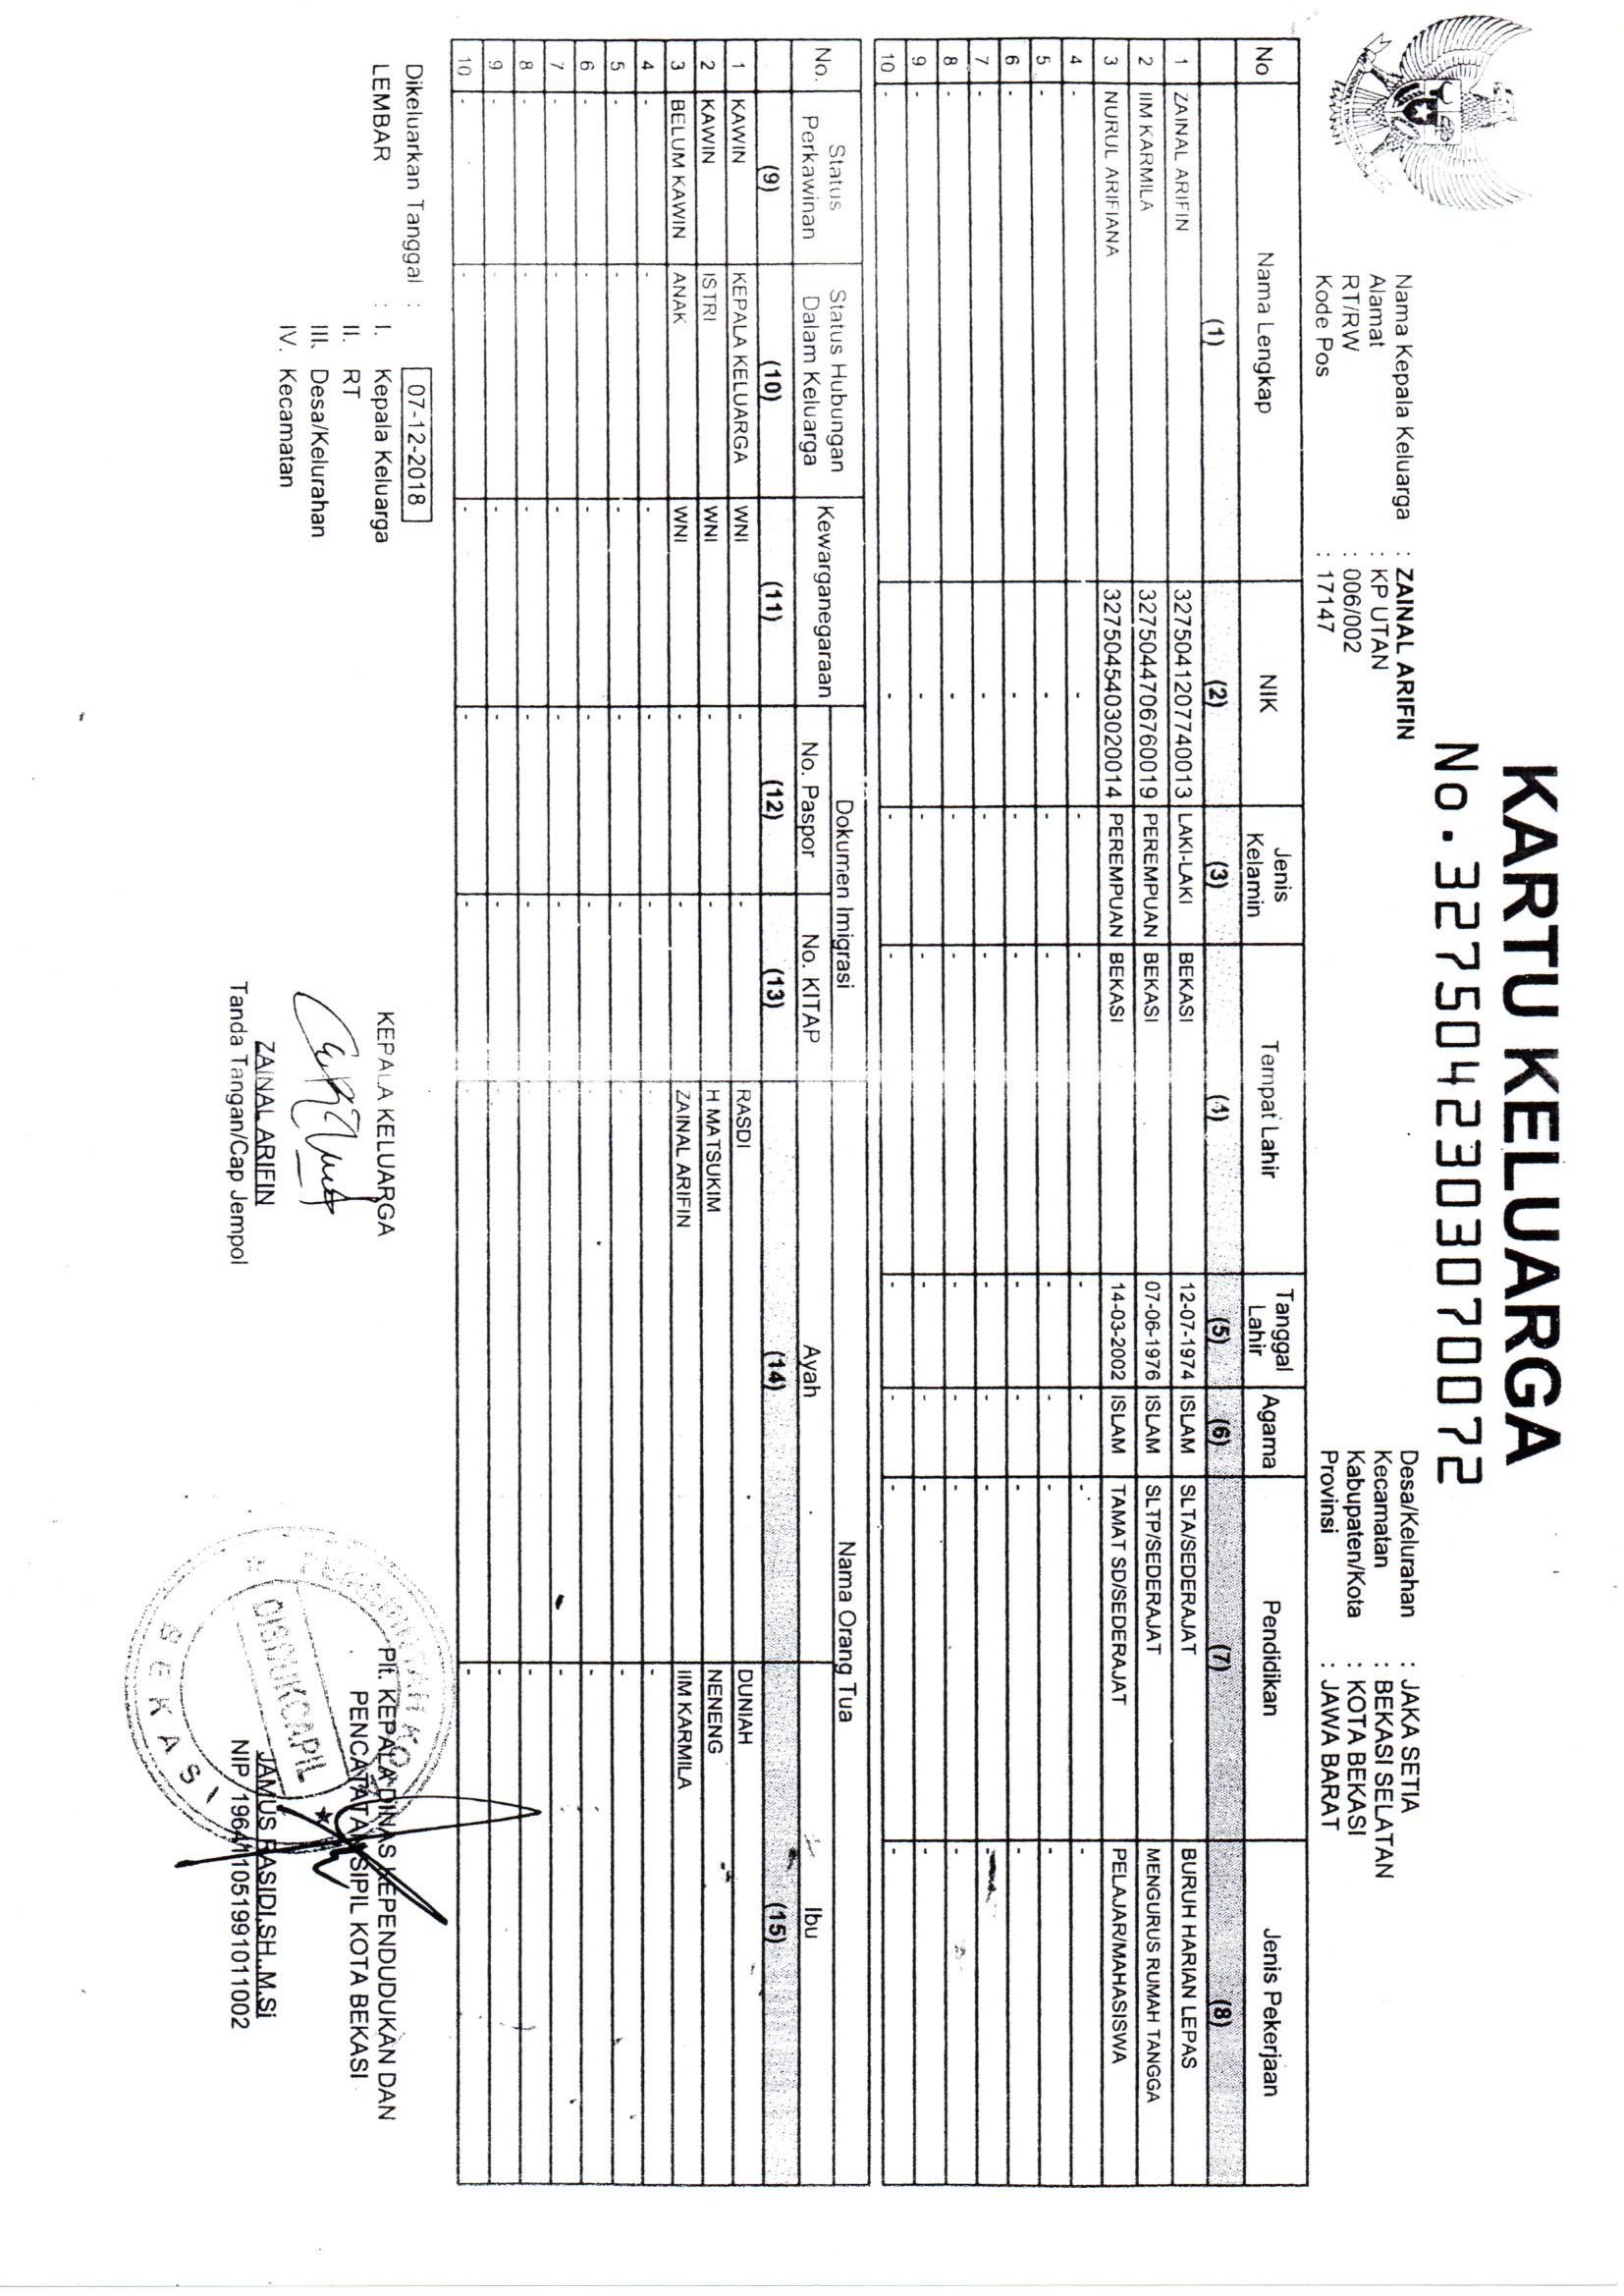 KARTU KELUARGA
No.3275042303070072
Nama Kepala Keluarga : ZAINAL ARIFIN
Alamat : KP UTAN
RT/RW : 006/002
Kode Pos : 17147
Desa/Kelurahan : JAKA SETIA
Kecamatan : BEKASI SELATAN
Kabupaten/Kota : KOTA BEKASI
Provinsi : JAWA BARAT
No Nama Lengkap NIK Jenis Kelamin Tempat Lahir Tanggal Lahir Agama Pendidikan Jenis Pekerjaan
(1) (2) (3) (4) (5) (6) (7) (8)
1 ZAINAL ARIFIN 3275041207740013 LAKI-LAKI BEKASI 12-07-1974 ISLAM SLTA/SEDERAJAT BURUH HARIAN LEPAS
2 IIM KARMILA 3275044706760019 PEREMPUAN BEKASI 07-06-1976 ISLAM SLTP/SEDERAJAT MENGURUS RUMAH TANGGA
3 NURUL ARIFIANA 3275045403020014 PEREMPUAN BEKASI 14-03-2002 ISLAM TAMAT SD/SEDERAJAT PELAJAR/MAHASISWA
4 - - - - - - - -
5 - - - - - - - -
6 - - - - - - - -
7 - - - - - - - -
8 - - - - - - - -
9 - - - - - - - -
10 - - - - - - - -
No. Status Perkawinan Status Hubungan Dalam Keluarga Kewarganegaraan Dokumen Imigrasi Nama Orang Tua
No. Paspor No. KITAP Ayah Ibu
(9) (10) (11) (12) (13) (14) (15)
1 KAWIN KEPALA KELUARGA WNI - - RASDI DUNIAH
2 KAWIN ISTRI WNI - - H MATSUKIM NENENG
3 BELUM KAWIN ANAK WNI - - ZAINAL ARIFIN IIM KARMILA
4 - - - - - - -
5 - - - - - - -
6 - - - - - - -
7 - - - - - - -
8 - - - - - - -
9 - - - - - - -
10 - - - - - - -
Dikeluarkan Tanggal : 07-12-2018
LEMBAR : I. Kepala Keluarga
II. RT
III. Desa/Kelurahan
IV. Kecamatan
KEPALA KELUARGA
ZAINAL ARIFIN
Tanda Tangan/Cap Jempol
Plt. KEPALA DINAS KEPENDUDUKAN DAN
PENCATATAN SIPIL KOTA BEKASI
JAMUS RASIDI,SH.,M.Si
NIP. 196411051991011002
PEMERINTAH KOTA
DISDUKCAPIL
BEKASI